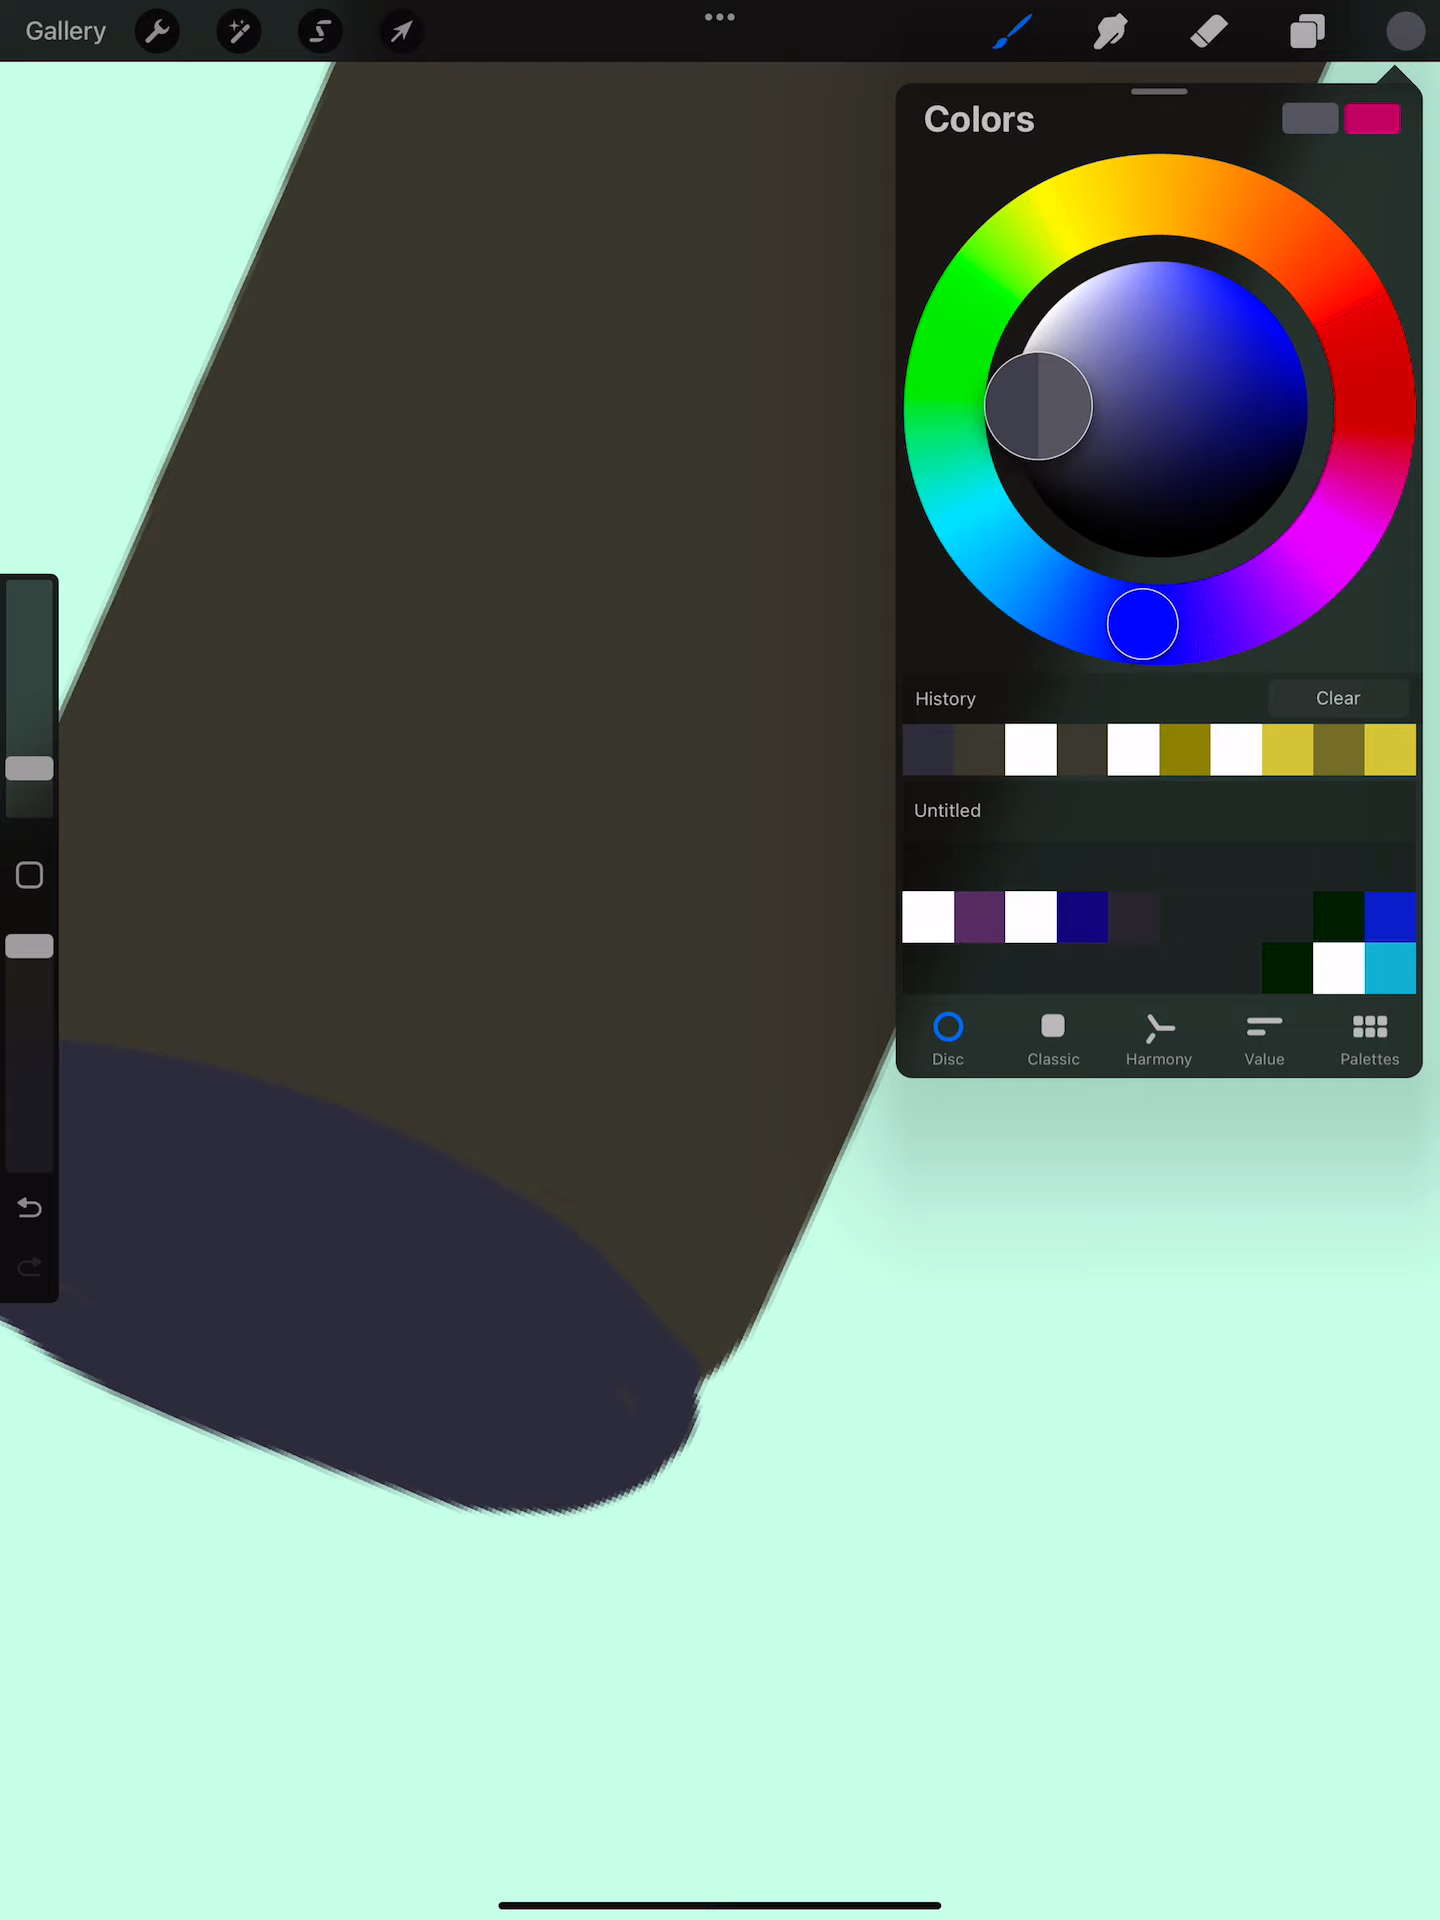 Gallery
Colors
History
Clear
Untitled
Disc
Classic
Harmony
Value
Palettes